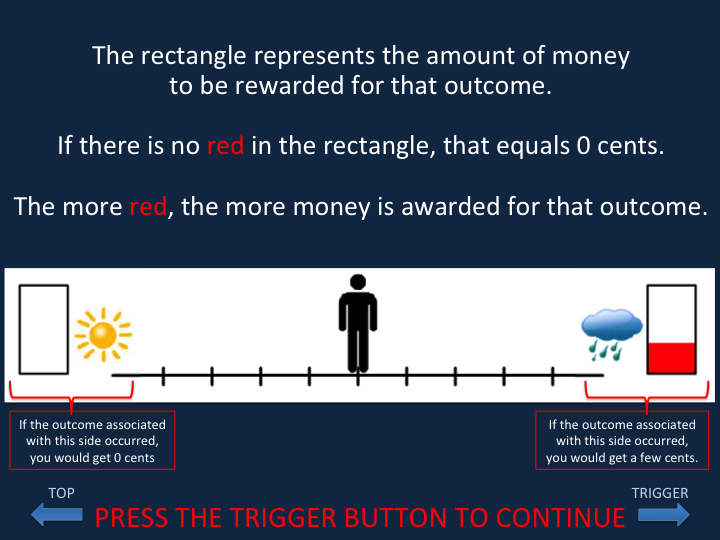 The rectangle represents the amount of money
to be rewarded for that outcome.
If there is no red in the rectangle, that equals 0 cents.
The more red, the more money is awarded for that outcome.
If the outcome associated
with this side occurred,
you would get 0 cents
If the outcome associated
with this side occurred,
you would get a few cents.
TOP
TRIGGER
PRESS THE TRIGGER BUTTON TO CONTINUE